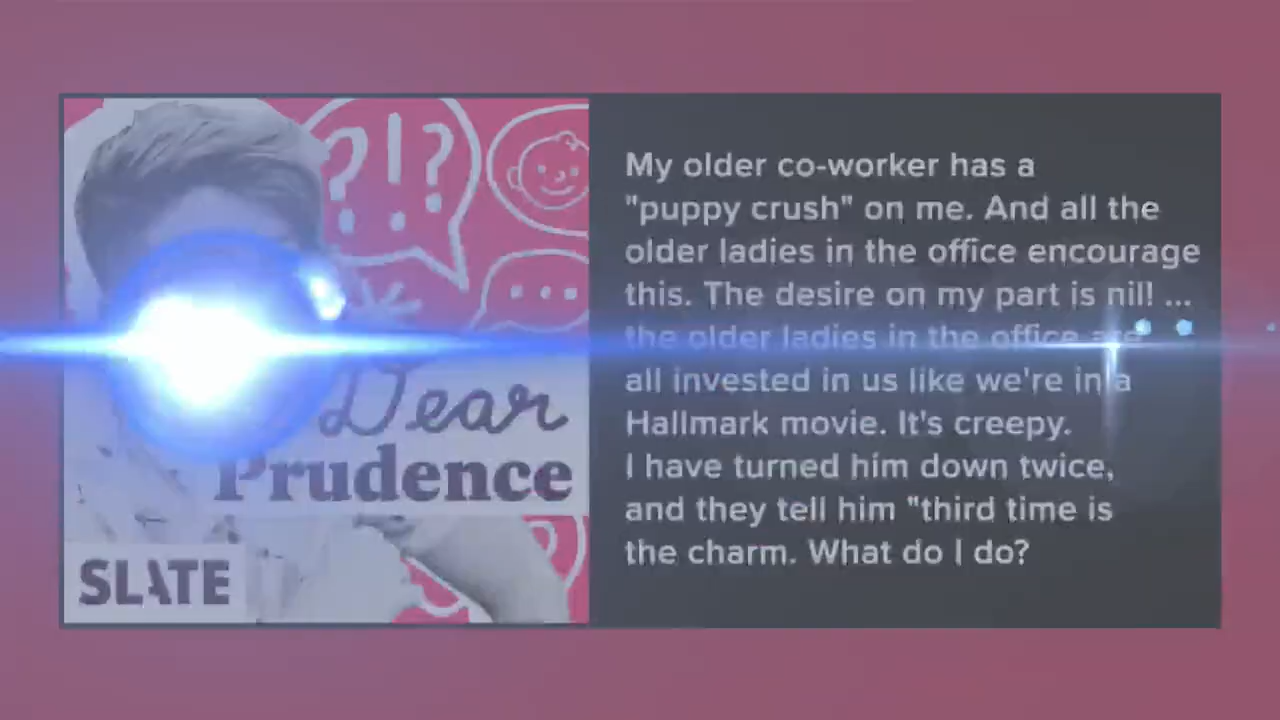 ?!?
Dear
Prudence
SLATE
My older co-worker has a
"puppy crush" on me. And all the
older ladies in the office encourage
this. The desire on my part is nil! ...
the older ladies in the office are
all invested in us like we're in a
Hallmark movie. It's creepy.
I have turned him down twice,
and they tell him "third time is
the charm. What do I do?